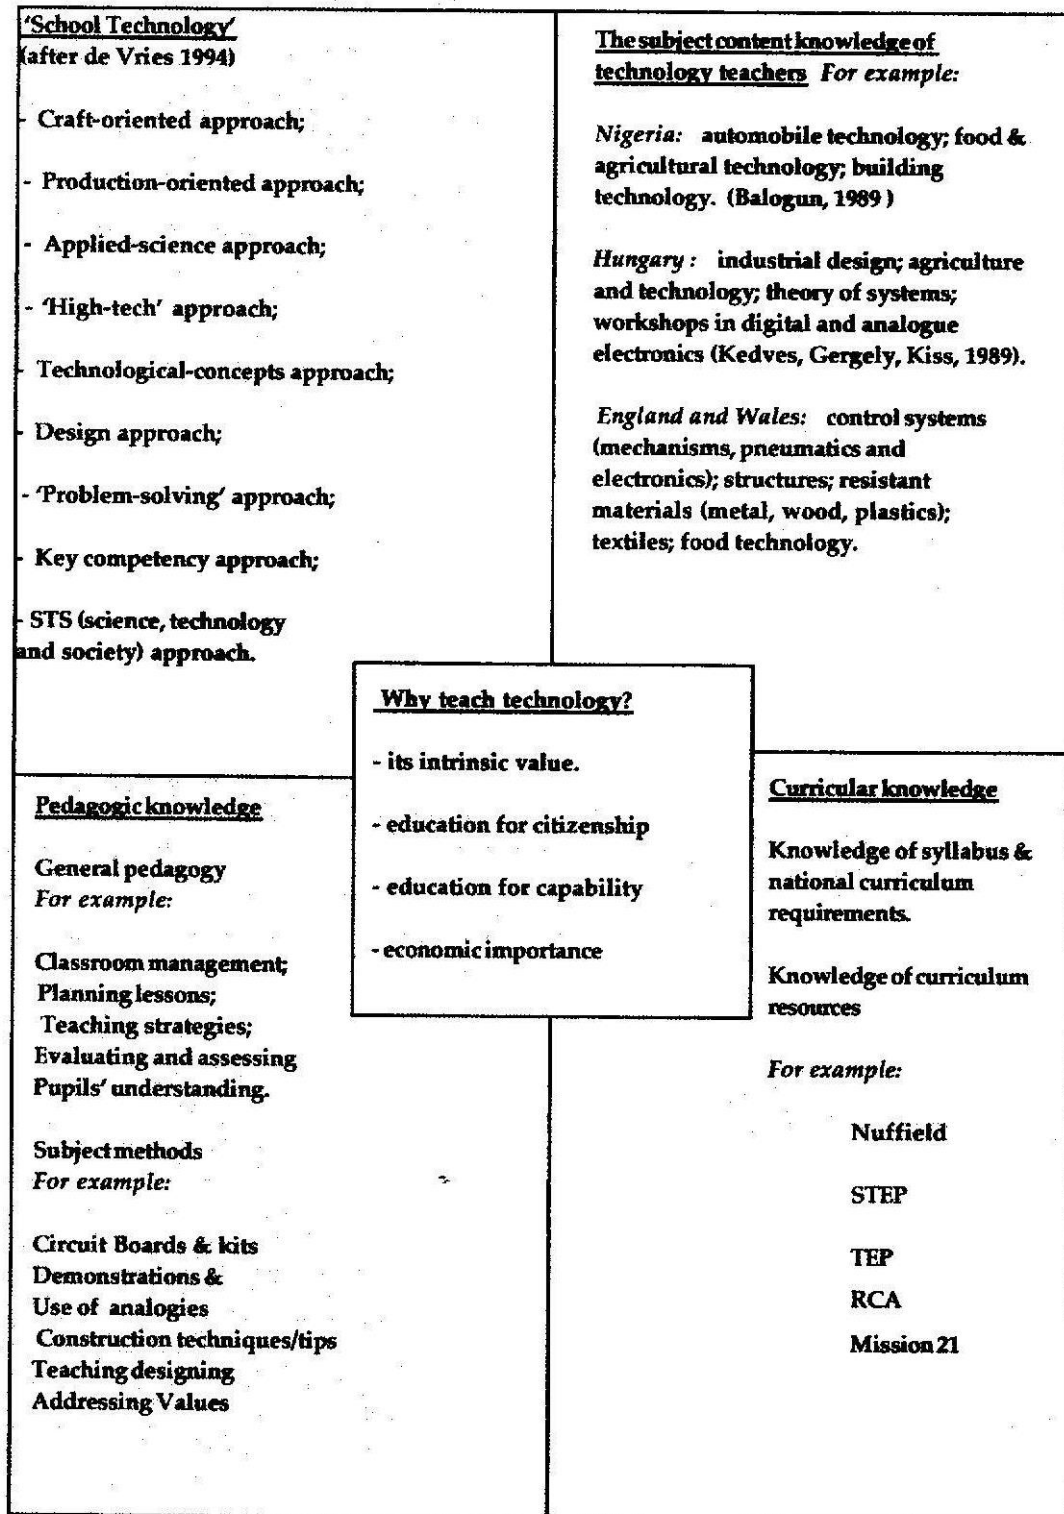 'School Technology'
(after de Vries 1994)
- Craft-oriented approach;
- Production-oriented approach;
- Applied-science approach;
- 'High-tech' approach;
- Technological-concepts approach;
- Design approach;
- 'Problem-solving' approach;
- Key competency approach;
- STS (science, technology
and society) approach.
The subject content knowledge of
technology teachers For example:
Nigeria: automobile technology; food &
agricultural technology; building
technology. (Balogun, 1989 )
Hungary : industrial design; agriculture
and technology; theory of systems;
workshops in digital and analogue
electronics (Kedves, Gergely, Kiss, 1989).
England and Wales: control systems
(mechanisms, pneumatics and
electronics); structures; resistant
materials (metal, wood, plastics);
textiles; food technology.
Why teach technology?
- its intrinsic value.
- education for citizenship
- education for capability
- economic importance
Pedagogic knowledge
General pedagogy
For example:
Classroom management;
Planning lessons;
Teaching strategies;
Evaluating and assessing
Pupils' understanding.
Subject methods
For example:
Circuit Boards & kits
Demonstrations &
Use of analogies
Construction techniques/tips
Teaching designing
Addressing Values
Curricular knowledge
Knowledge of syllabus &
national curriculum
requirements.
Knowledge of curriculum
resources
For example:
Nuffield
STEP
TEP
RCA
Mission 21